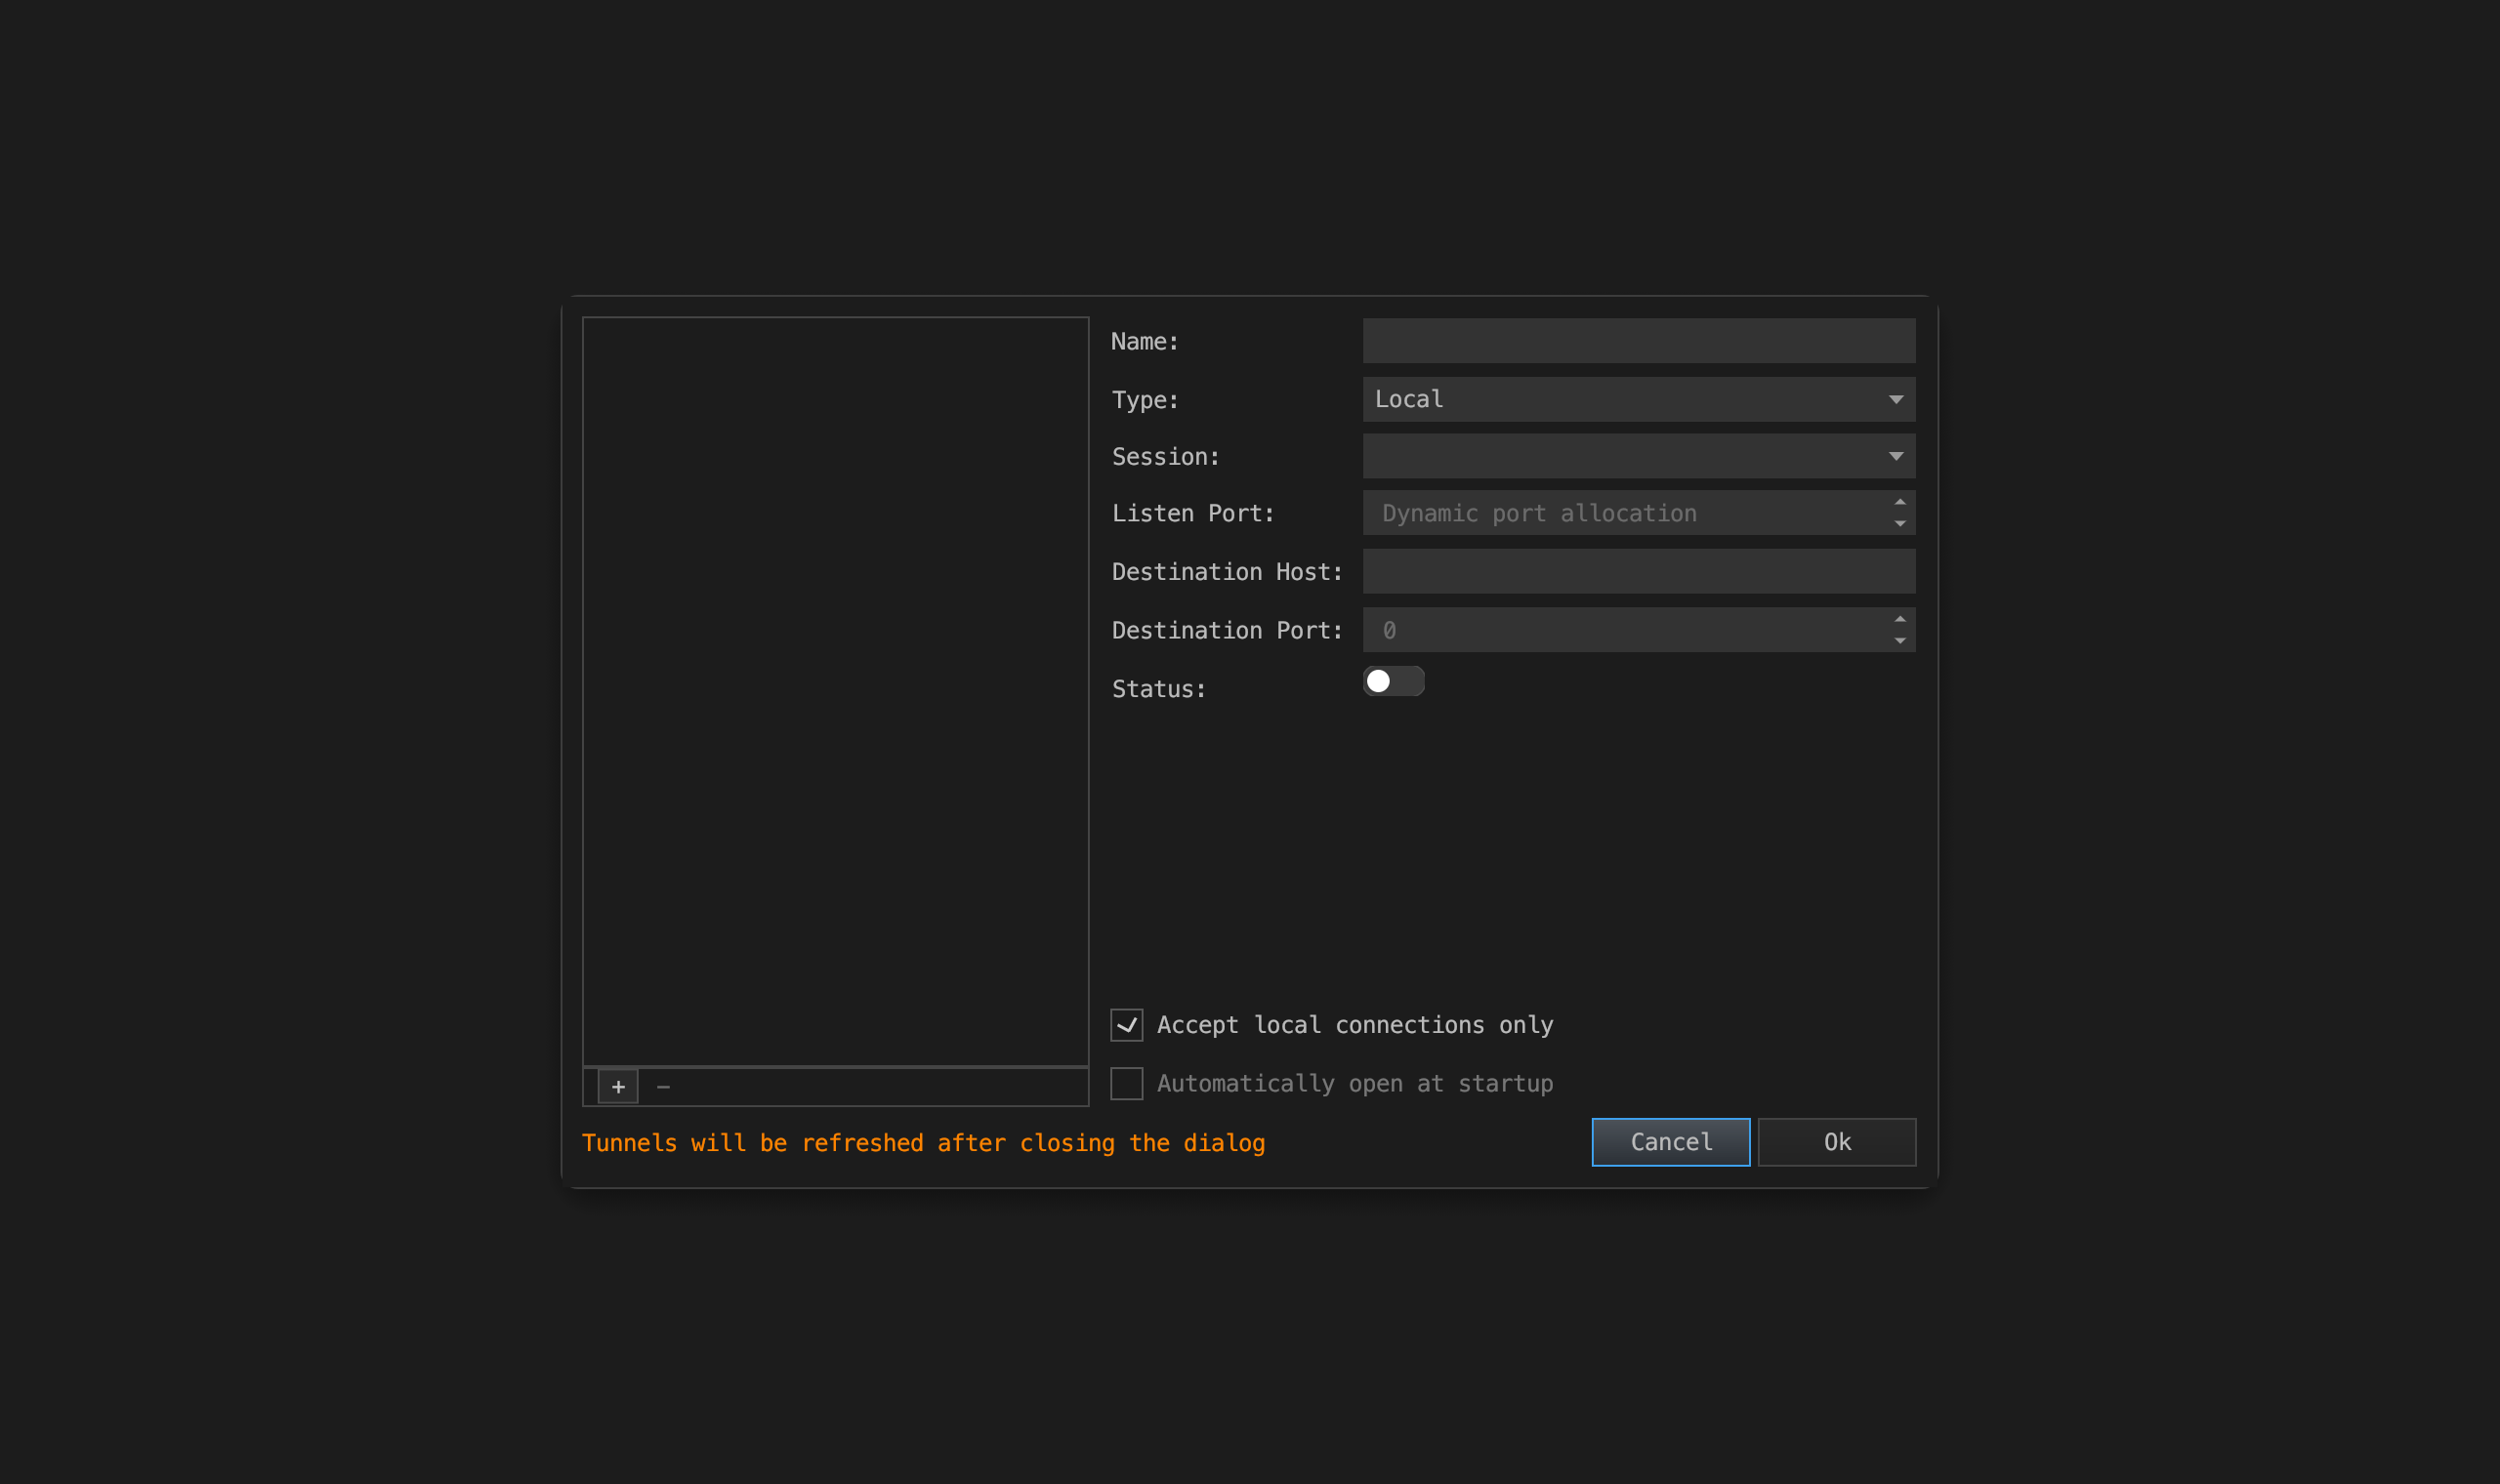 Name:
Type: Local
Session:
Listen Port: Dynamic port allocation
Destination Host:
Destination Port: 0
Status:
Accept local connections only
+ −
Automatically open at startup
Tunnels will be refreshed after closing the dialog
Cancel Ok